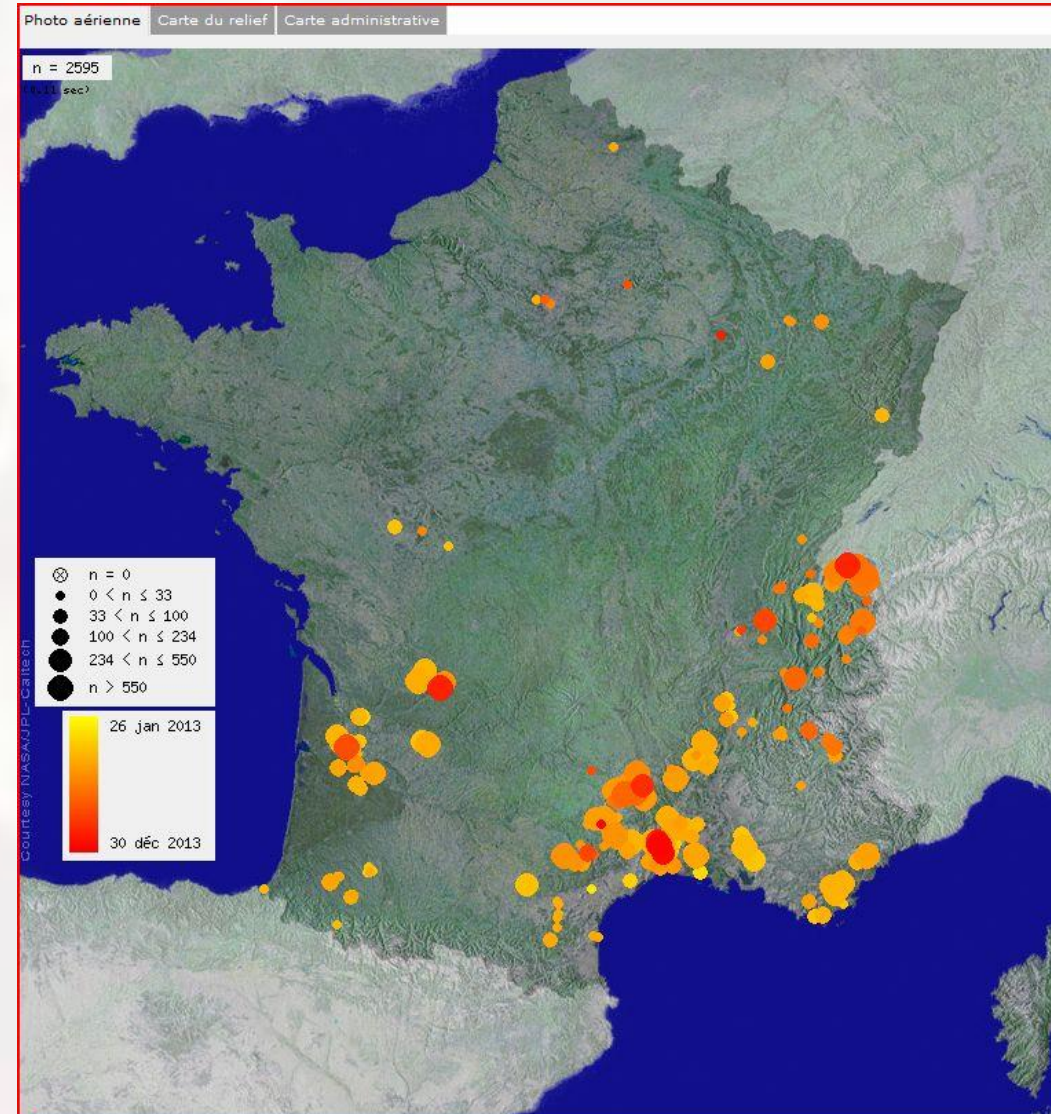 Photo aérienne Carte du relief Carte administrative
n = 2595
n = 0
0 < n ≤ 33
33 < n ≤ 100
100 < n ≤ 234
234 < n ≤ 550
n > 550
26 jan 2013
30 déc 2013
Courtesy NASA/JPL-Caltech